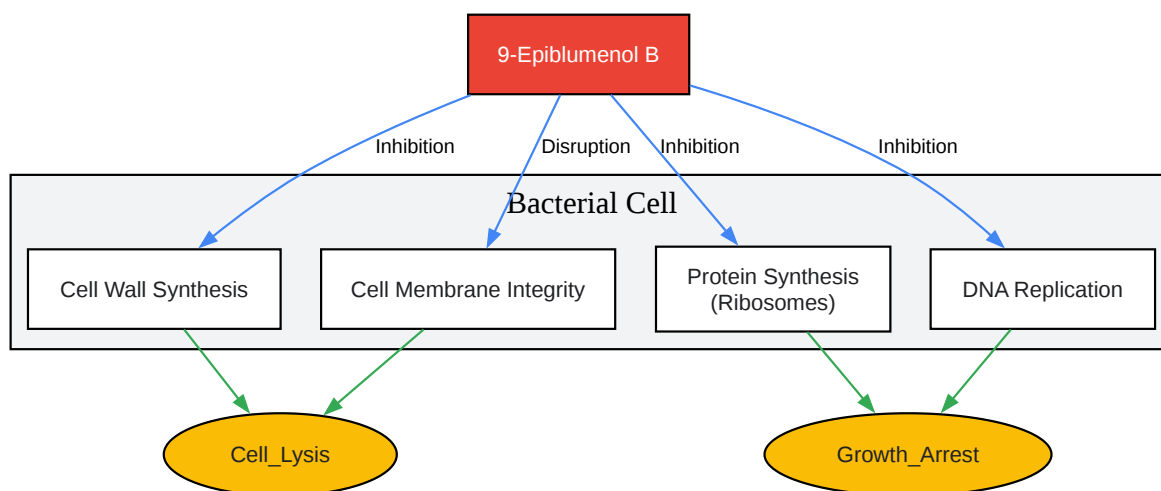 9-Epiblumenol B
Inhibition
Disruption
Inhibition
Inhibition
Bacterial Cell
Cell Wall Synthesis
Cell Membrane Integrity
Protein Synthesis
(Ribosomes)
DNA Replication
Cell_Lysis
Growth_Arrest